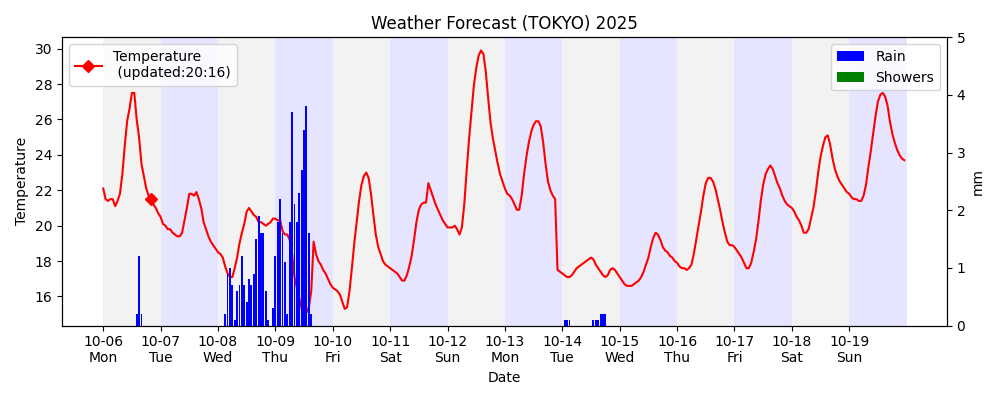 Weather Forecast (TOKYO) 2025
Temperature
(updated:20:16)
Rain
Showers
Temperature
30
28
26
24
22
20
18
16
5
4
3
2
1
0
mm
10-06 10-07 10-08 10-09 10-10 10-11 10-12 10-13 10-14 10-15 10-16 10-17 10-18 10-19
Mon Tue Wed Thu Fri Sat Sun Mon Tue Wed Thu Fri Sat Sun
Date